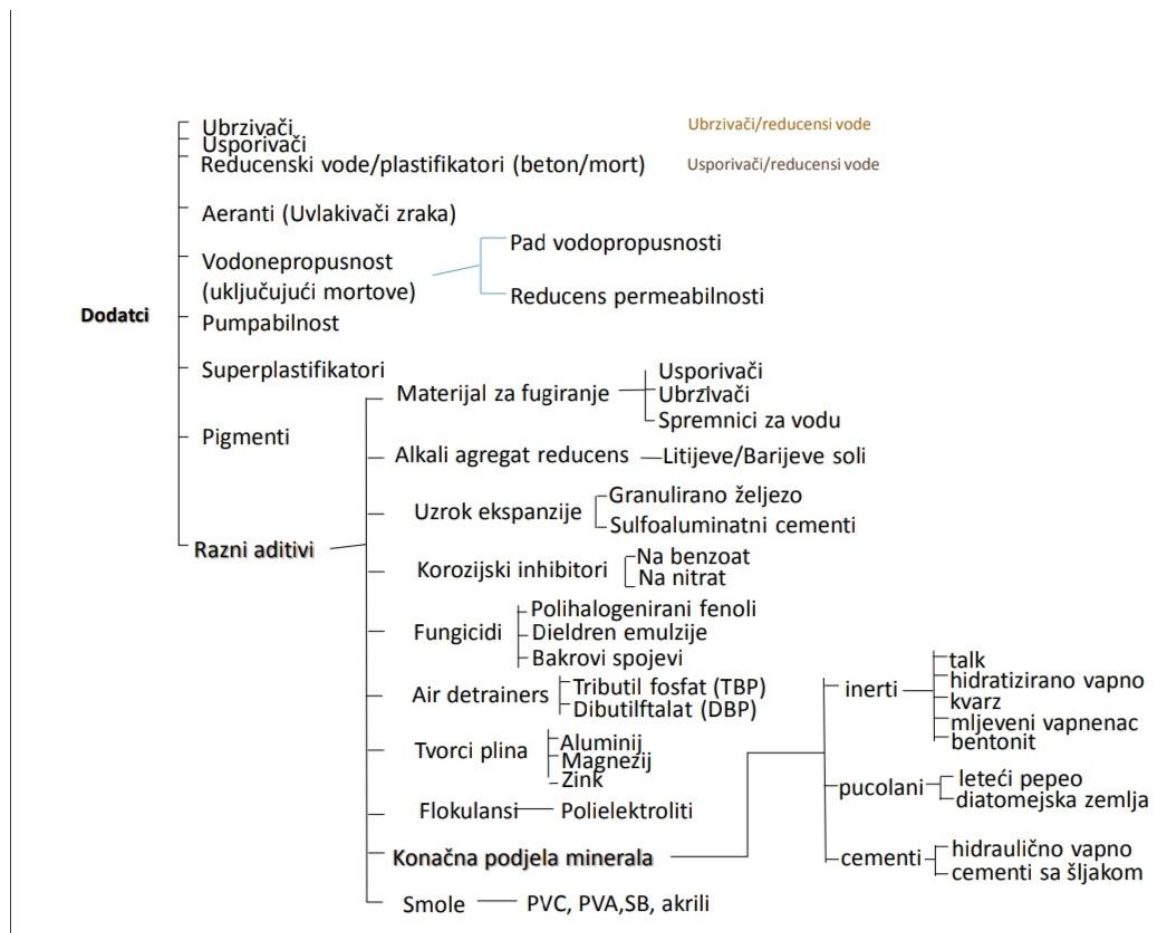 Ubrzivači
Ubrzivači/reducensi vode
Usporivači
Reducenski vode/plastifikatori (beton/mort)
Usporivači/reducensi vode
Aeranti (Uvlakivači zraka)
Vodonepropusnost
(uključujući mortove)
Pad vodopropusnosti
Reducens permeabilnosti
Dodatci
Pumpabilnost
Superplastifikatori
Pigmenti
Razni aditivi
Materijal za fugiranje
Usporivači
Ubrzivači
Spremnici za vodu
Alkali agregat reducens
Litijeve/Barijeve soli
Uzrok ekspanzije
Granulirano željezo
Sulfoaluminatni cementi
Korozijski inhibitori
Na benzoat
Na nitrat
Fungicidi
Polihalogenirani fenoli
Dieldren emulzije
Bakrovi spojevi
Air detrainers
Tributil fosfat (TBP)
Dibutilftalat (DBP)
Tvorci plina
Aluminij
Magnezij
Zink
Flokulansi
Polielektroliti
Konačna podjela minerala
inerti
talk
hidratizirano vapno
kvarz
mljeveni vapnenac
bentonit
pucolani
leteći pepeo
diatomejska zemlja
cementi
hidraulično vapno
cementi sa šljakom
Smole
PVC, PVA,SB, akrili